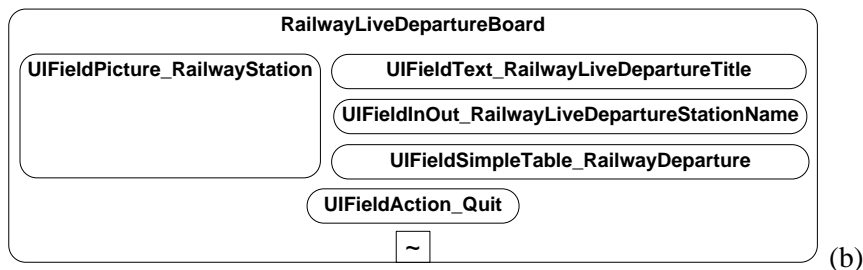 RailwayLiveDepartureBoard
UIFieldPicture_RailwayStation
UIFieldText_RailwayLiveDepartureTitle
UIFieldInOut_RailwayLiveDepartureStationName
UIFieldSimpleTable_RailwayDeparture
UIFieldAction_Quit
~
(b)